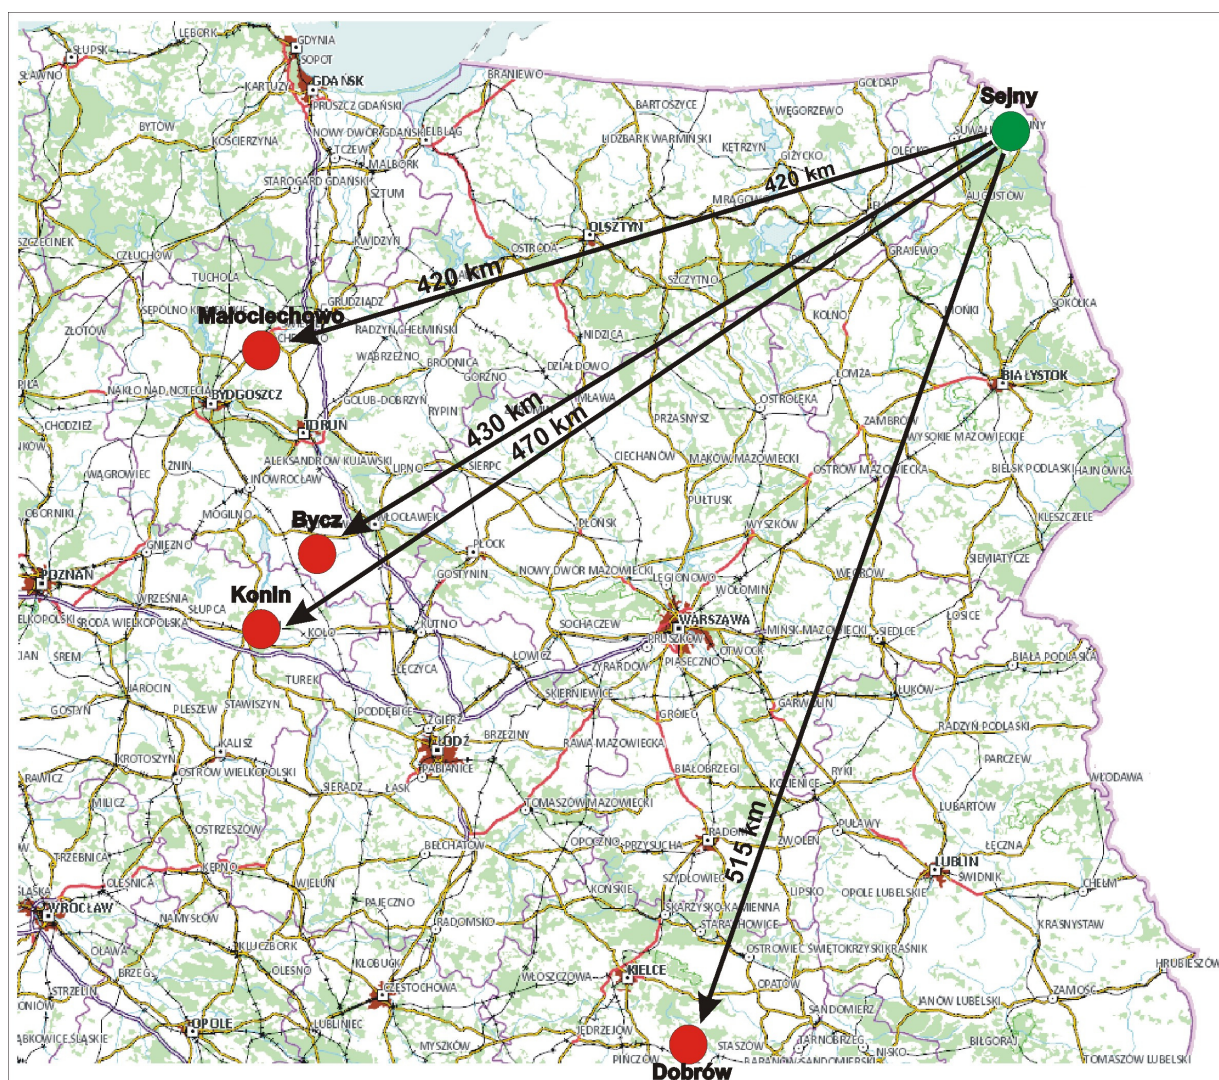 LĘBORK
GDYNIA
SŁUPSK
SOPOT
SŁAWNO
BRANIEWO
GOŁDAP
KARTUZY
GDAŃSK
Sejny
PRUSZCZ GDAŃSKI
BARTOSZYCE
WĘGORZEWO
BYTÓW
NOWY DWÓR GDAŃSKI
ELBLĄG
LIDZBARK WARMIŃSKI
KOŚCIERZYNA
TCZEW
KĘTRZYN
GIŻYCKO
OLECKO
MALBORK
420 km
STAROGARD GDAŃSKI
SZTUM
MRĄGOWO
AUGUSTÓW
OLSZTYN
KWIDZYN
SZCZECINEK
OSTRÓDA
CZŁUCHÓW
GRAJEWO
TUCHOLA
420 km
SZCZYTNO
GRUDZIĄDZ
SOKÓŁKA
MOŃKI
KOLNO
Małociechowo
ZŁOTÓW
RADZYŃ CHEŁMIŃSKI
NIDZICA
WĄBRZEŹNO
BRODNICA
DZIAŁDOWO
GÓRZNO
ŁOMŻA
BIAŁYSTOK
PIŁA
NAKŁO NAD NOTECIĄ
BYDGOSZCZ
GOLUB-DOBRZYŃ
MŁAWA
OSTROŁĘKA
RYPIN
430 km
470 km
PRZASNYSZ
ZAMBRÓW
CHODZIEŻ
TORUŃ
WYSOKIE MAZOWIECKIE
ALEKSANDRÓW KUJAWSKI
LIPNO
SIERPC
CIECHANÓW
MAKÓW MAZOWIECKI
OSTRÓW MAZOWIECKA
BIELSK PODLASKI
HAJNÓWKA
ŻNIN
WĄGROWIEC
INOWROCŁAW
PUŁTUSK
OBORNIKI
MOGILNO
Bycz
WŁOCŁAWEK
PŁOŃSK
WYSZKÓW
KLESZCZELE
GNIEZNO
PŁOCK
SIEMIATYCZE
POZNAŃ
GOSTYNIN
NOWY DWÓR MAZOWIECKI
LEGIONOWO
WĘGRÓW
WOŁOMIN
Konin
WRZEŚNIA
SŁUPCA
ŁOSICE
ŚRODA WIELKOPOLSKA
KOŁO
KUTNO
SOCHACZEW
WARSZAWA
MIŃSK MAZOWIECKI
SIEDLCE
PRUSZKÓW
OTWOCK
ŚREM
ŁOWICZ
PIASECZNO
BIAŁA PODLASKA
ŁĘCZYCA
ŻYRARDÓW
TUREK
JAROCIN
SKIERNIEWICE
ŁUKÓW
STAWISZYN
GARWOLIN
GOSTYŃ
PLESZEW
PODDĘBICE
ZGIERZ
GRÓJEC
RADZYŃ PODLASKI
BRZEZINY
KALISZ
ŁÓDŹ
RAWA MAZOWIECKA
KROTOSZYN
PARCZEW
OSTRÓW WIELKOPOLSKI
PABIANICE
BIAŁOBRZEGI
RYKI
WŁODAWA
RAWICZ
SIERADZ
ŁASK
KOZIENICE
MILICZ
TOMASZÓW MAZOWIECKI
LUBARTÓW
515 km
PUŁAWY
OSTRZESZÓW
RADOM
ZWOLEŃ
BEŁCHATÓW
OPOCZNO
PRZYSUCHA
ŁĘCZNA
TRZEBNICA
KĘPNO
LUBLIN
SZYDŁOWIEC
ŚWIDNIK
OLEŚNICA
WIELUŃ
KOŃSKIE
LIPSKO
OPOLE LUBELSKIE
CHEŁM
PAJĘCZNO
WROCŁAW
SKARŻYSKO-KAMIENNA
NAMYSŁÓW
RADOMSKO
STARACHOWICE
KRASNYSTAW
KLUCZBORK
OSTROWIEC ŚWIĘTOKRZYSKI
KRAŚNIK
OŁAWA
KŁOBUCK
HRUBIESZÓW
BRZEG
OLESNO
WŁOSZCZOWA
KIELCE
OPATÓW
CZĘSTOCHOWA
ZAMOŚĆ
STRZELIN
JANÓW LUBELSKI
SANDOMIERZ
OPOLE
LUBLINIEC
JĘDRZEJÓW
BIŁGORAJ
ĄBKOWICE ŚLĄSKIE
MYSZKÓW
STASZÓW
TARNOBRZEG
NISKO
PIŃCZÓW
BARANÓW SANDOMIERSKI
TOMASZÓW LUBELSKI
Dobrów